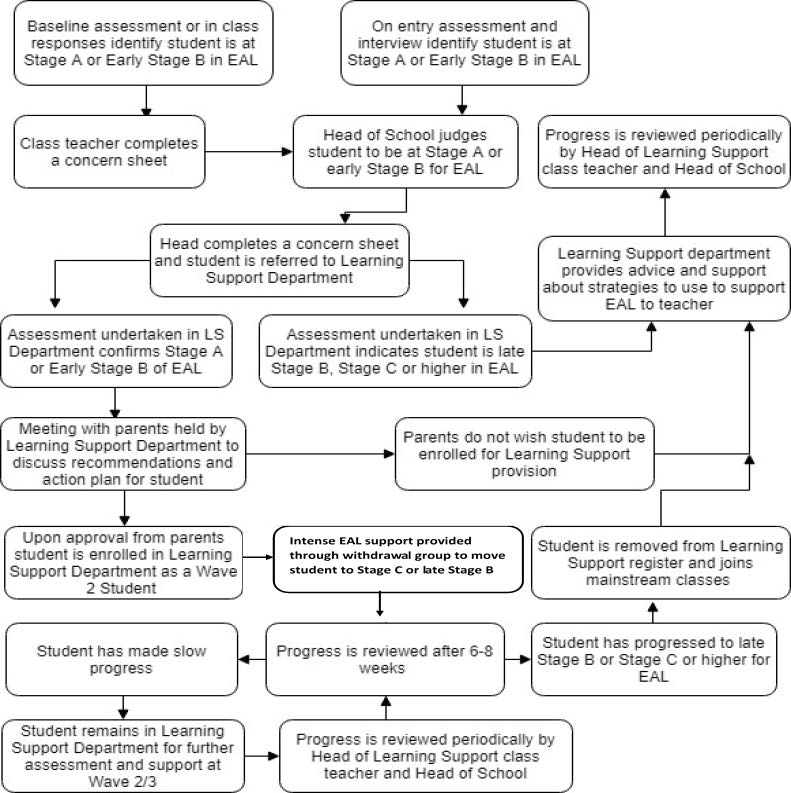 Baseline assessment or in class
responses identify student is at
Stage A or Early Stage B in EAL
On entry assessment and
interview identify student is at
Stage A or Early Stage B in EAL
Class teacher completes
a concern sheet
Head of School judges
student to be at Stage A or
early Stage B for EAL
Progress is reviewed periodically
by Head of Learning Support
class teacher and Head of School
Head completes a concern sheet
and student is referred to Learning
Support Department
Learning Support department
provides advice and support
about strategies to use to support
EAL to teacher
Assessment undertaken in LS
Department confirms Stage A
or Early Stage B of EAL
Assessment undertaken in LS
Department indicates student is late
Stage B, Stage C or higher in EAL
Meeting with parents held by
Learning Support Department to
discuss recommendations and
action plan for student
Parents do not wish student to be
enrolled for Learning Support
provision
Upon approval from parents
student is enrolled in Learning
Support Department as a Wave
2 Student
Intense EAL support provided
through withdrawal group to move
student to Stage C or late Stage B
Student is removed from Learning
Support register and joins
mainstream classes
Student has made slow
progress
Progress is reviewed after 6-8
weeks
Student has progressed to late
Stage B or Stage C or higher for
EAL
Student remains in Learning
Support Department for further
assessment and support at
Wave 2/3
Progress is reviewed periodically by
Head of Learning Support class
teacher and Head of School